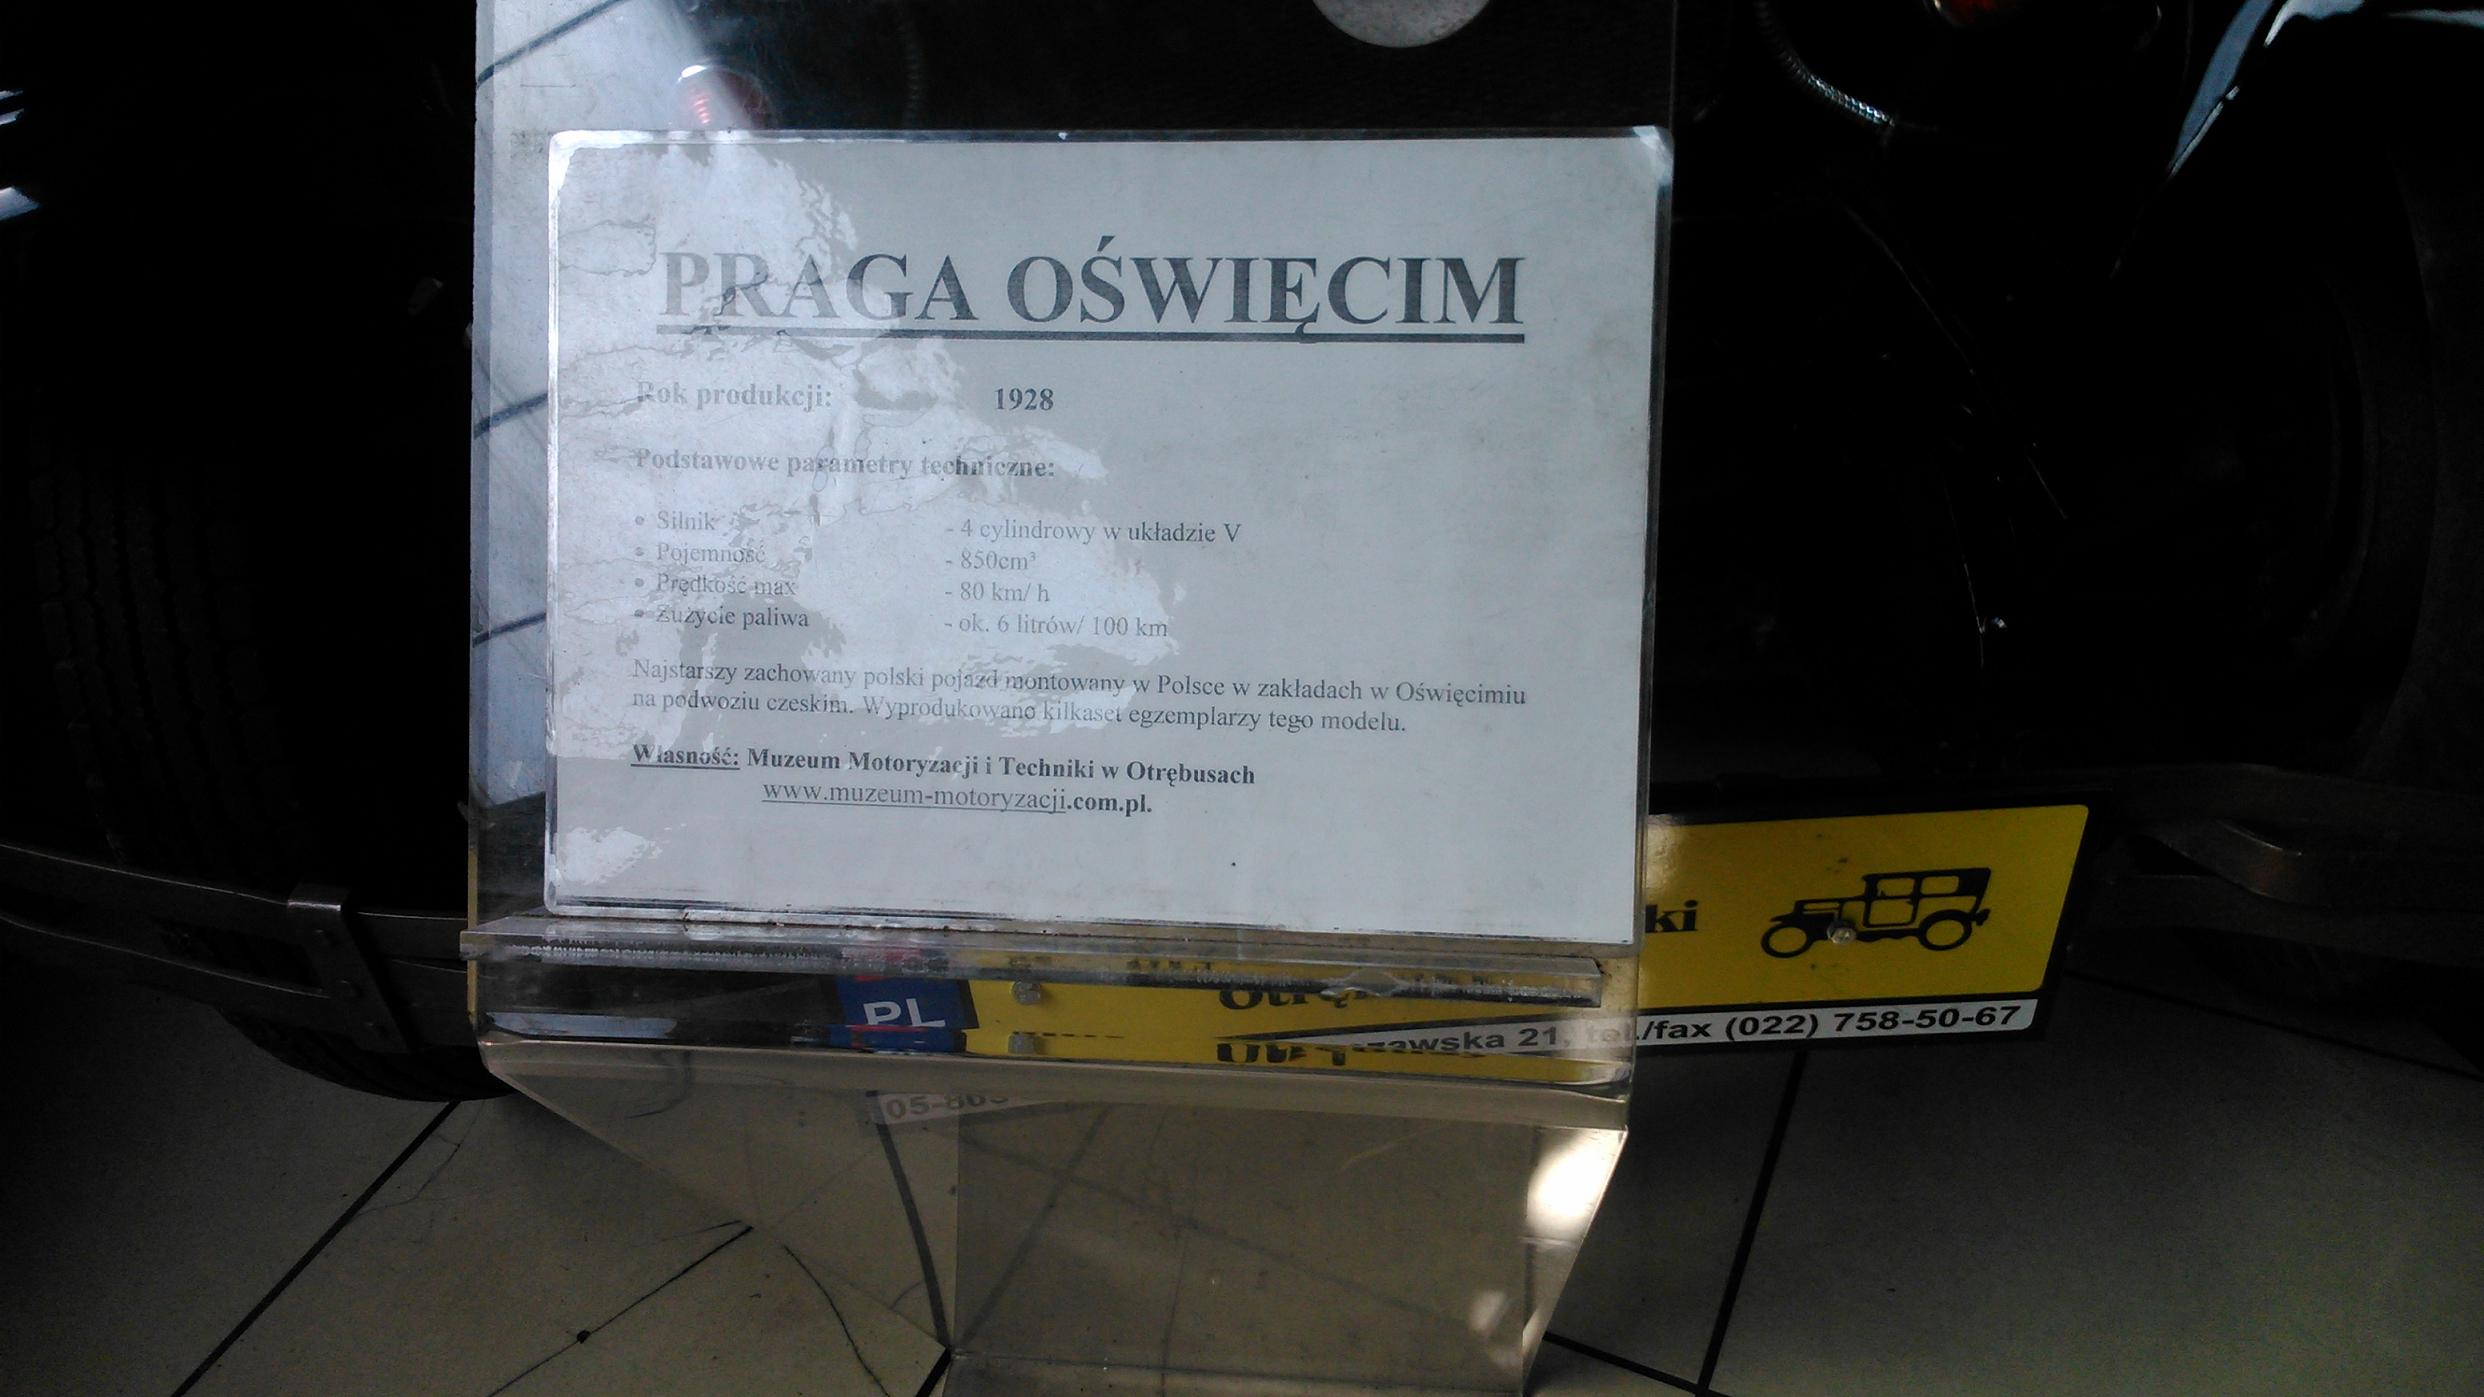 PRAGA OŚWIĘCIM
Rok produkcji: 1928
Podstawowe parametry techniczne:
• Silnik - 4 cylindrowy w układzie V
• Pojemność - 850cm³
• Prędkość max - 80 km/ h
• Zużycie paliwa - ok. 6 litrów/ 100 km
Najstarszy zachowany polski pojazd montowany w Polsce w zakładach w Oświęcimiu
na podwoziu czeskim. Wyprodukowano kilkaset egzemplarzy tego modelu.
Własność: Muzeum Motoryzacji i Techniki w Otrębusach
www.muzeum-motoryzacji.com.pl.
ki
PL
21, tel./fax (022) 758-50-67